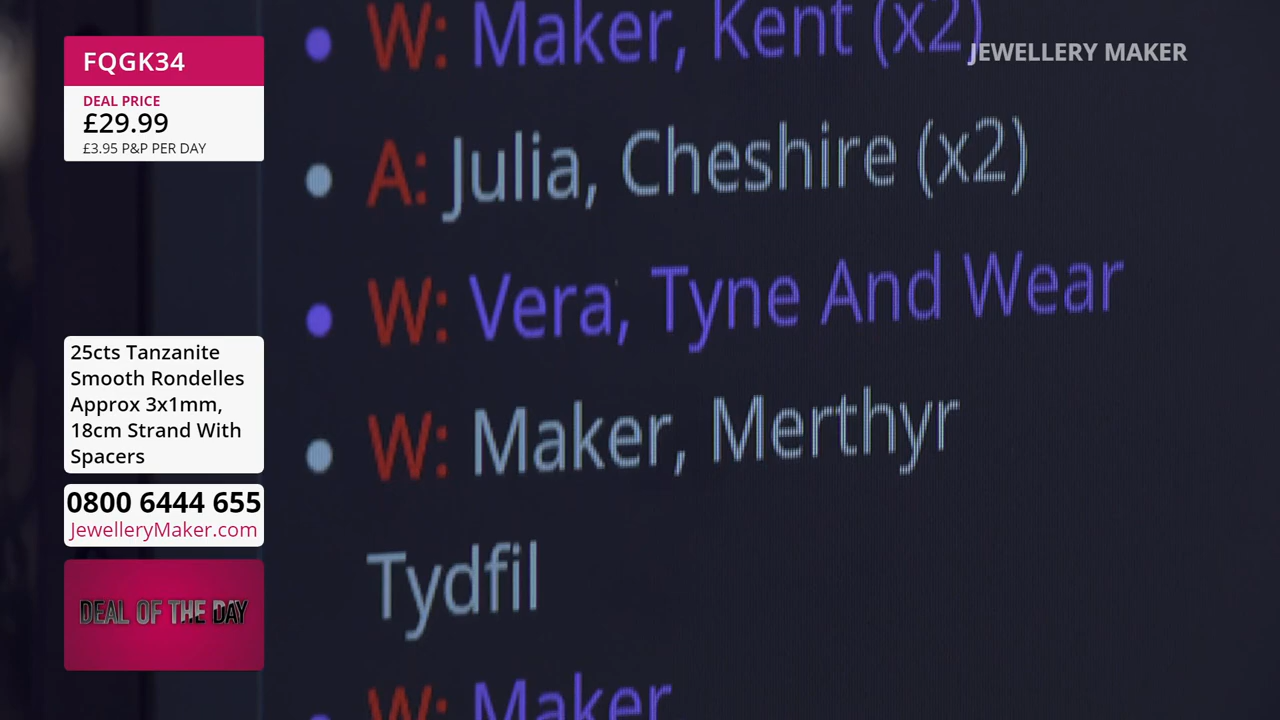 FQGK34
DEAL PRICE
£29.99
£3.95 P&P PER DAY
25cts Tanzanite
Smooth Rondelles
Approx 3x1mm,
18cm Strand With
Spacers
0800 6444 655
JewelleryMaker.com
DEAL OF THE DAY
JEWELLERY MAKER
W: Maker, Kent (x2)
A: Julia, Cheshire (x2)
W: Vera, Tyne And Wear
W: Maker, Merthyr
Tydfil
W: Maker